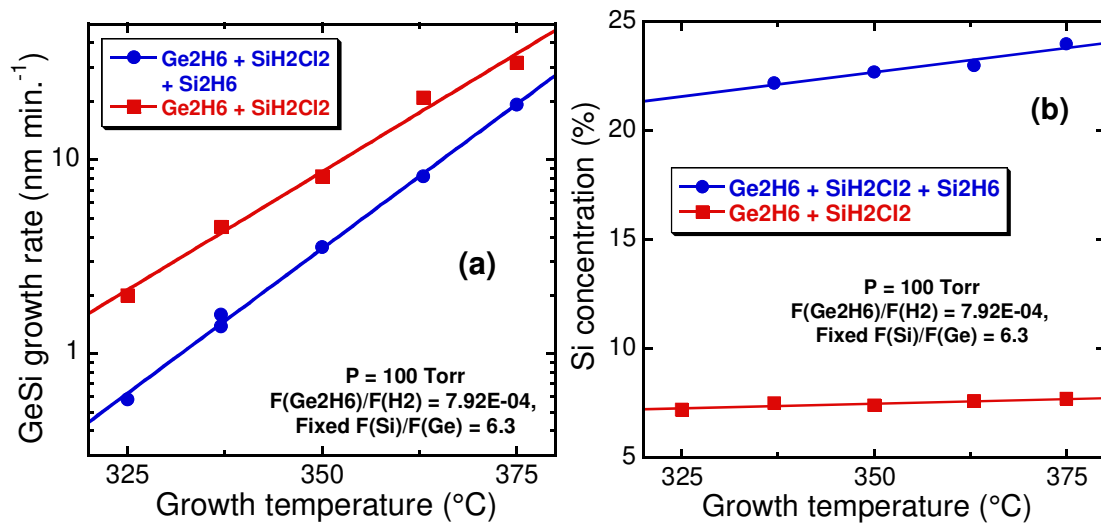 GeSi growth rate (nm min.-1)
10
1
Ge2H6 + SiH2Cl2
+ Si2H6
Ge2H6 + SiH2Cl2
(a)
P = 100 Torr
F(Ge2H6)/F(H2) = 7.92E-04,
Fixed F(Si)/F(Ge) = 6.3
325
350
375
Growth temperature (°C)
Si concentration (%)
25
20
15
10
5
(b)
Ge2H6 + SiH2Cl2 + Si2H6
Ge2H6 + SiH2Cl2
P = 100 Torr
F(Ge2H6)/F(H2) = 7.92E-04,
Fixed F(Si)/F(Ge) = 6.3
325
350
375
Growth temperature (°C)